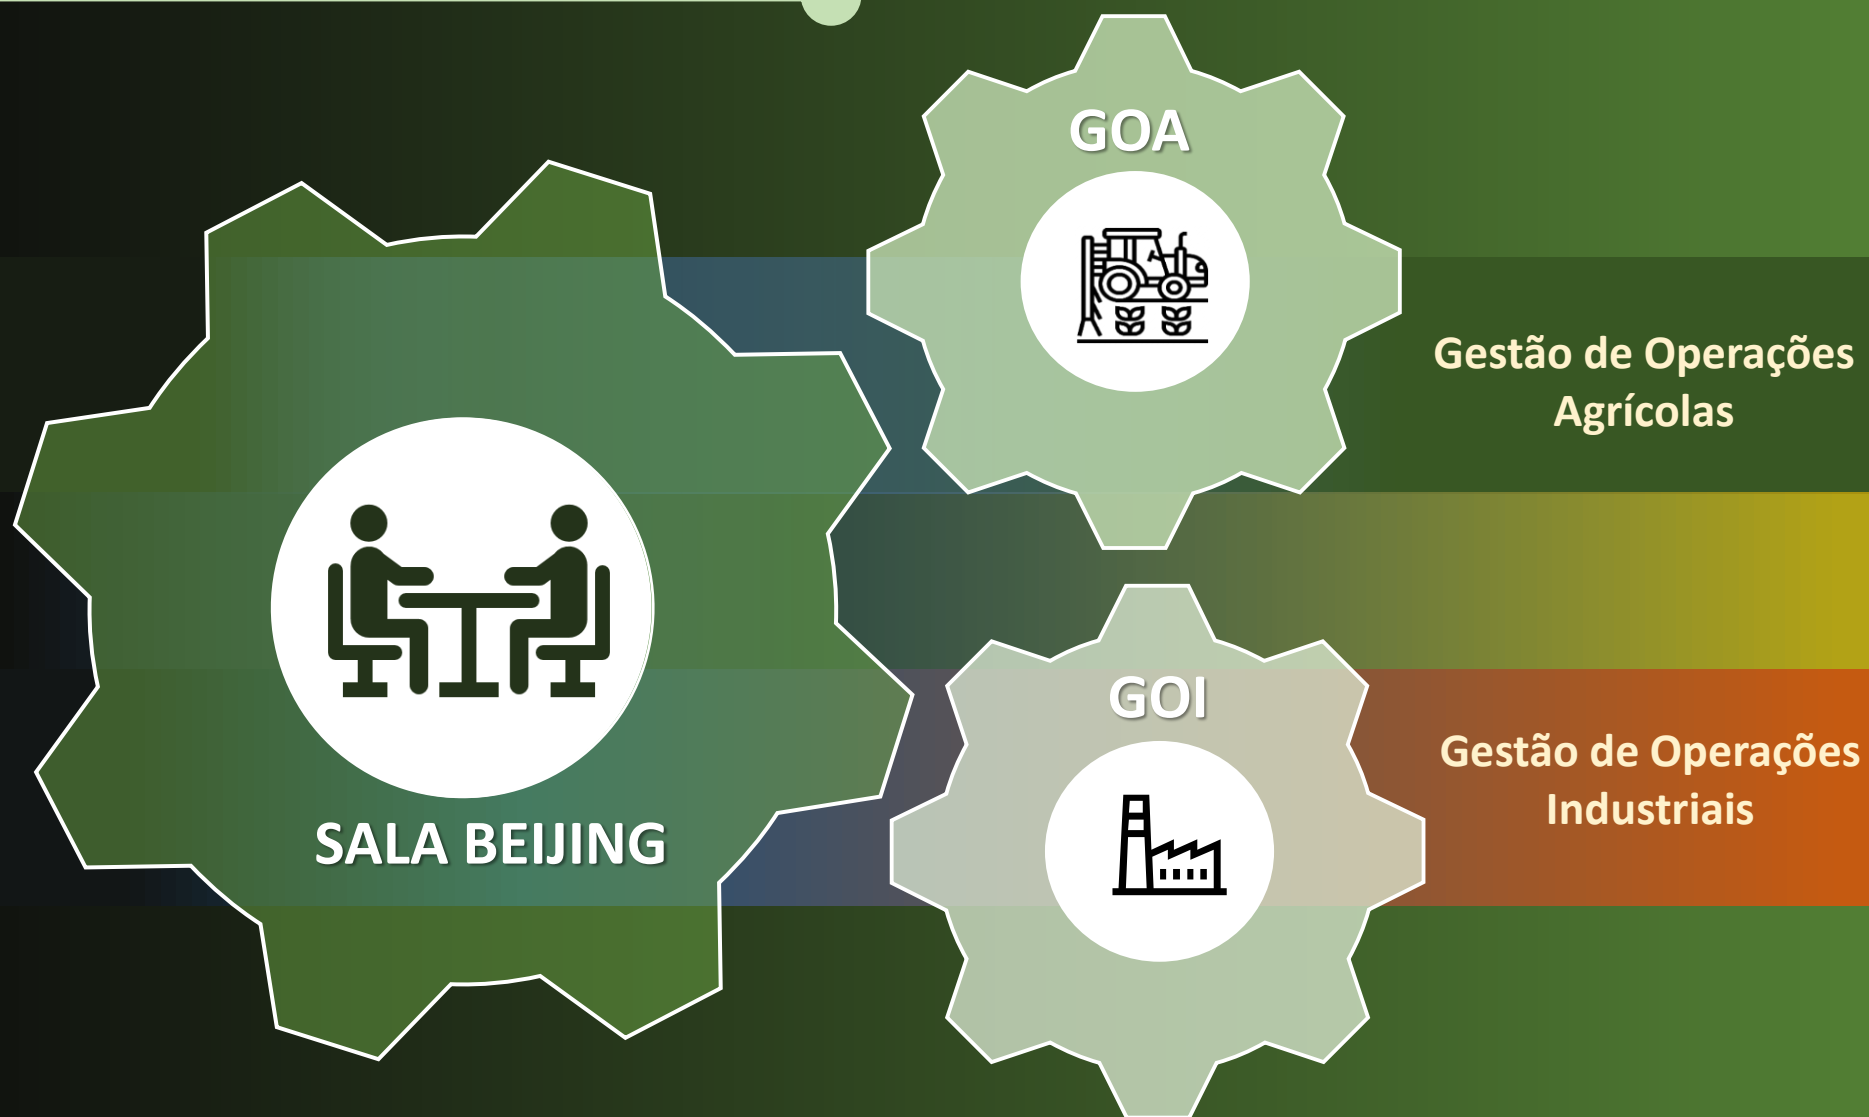 GOA
Gestão de Operações
Agrícolas
SALA BEIJING
GOI
Gestão de Operações
Industriais